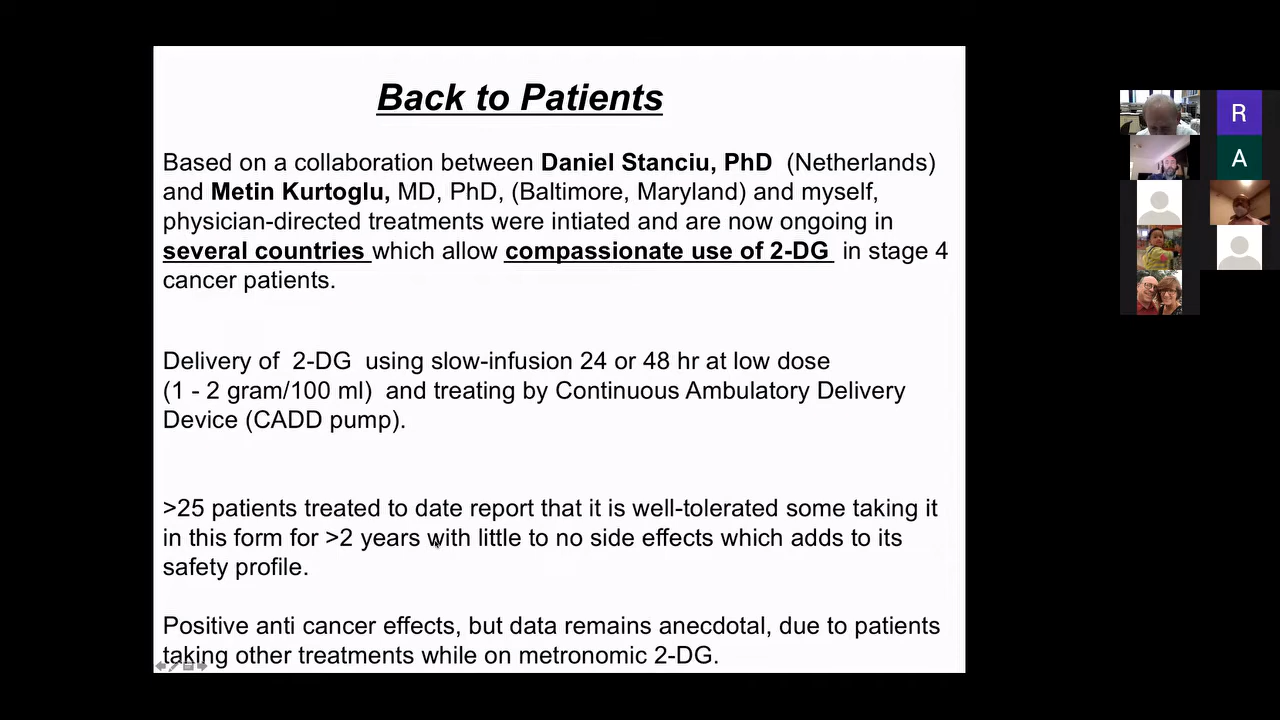 Back to Patients
Based on a collaboration between Daniel Stanciu, PhD (Netherlands)
and Metin Kurtoglu, MD, PhD, (Baltimore, Maryland) and myself,
physician-directed treatments were intiated and are now ongoing in
several countries which allow compassionate use of 2-DG in stage 4
cancer patients.
Delivery of 2-DG using slow-infusion 24 or 48 hr at low dose
(1 - 2 gram/100 ml) and treating by Continuous Ambulatory Delivery
Device (CADD pump).
>25 patients treated to date report that it is well-tolerated some taking it
in this form for >2 years with little to no side effects which adds to its
safety profile.
Positive anti cancer effects, but data remains anecdotal, due to patients
taking other treatments while on metronomic 2-DG.
R
A